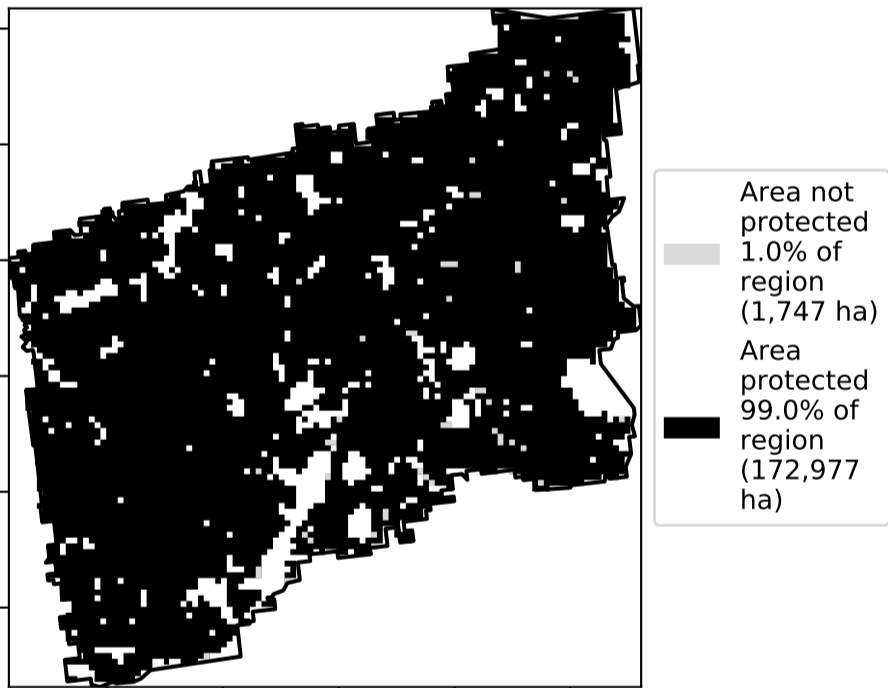 Area not
protected
1.0% of
region
(1,747 ha)
Area
protected
99.0% of
region
(172,977
ha)